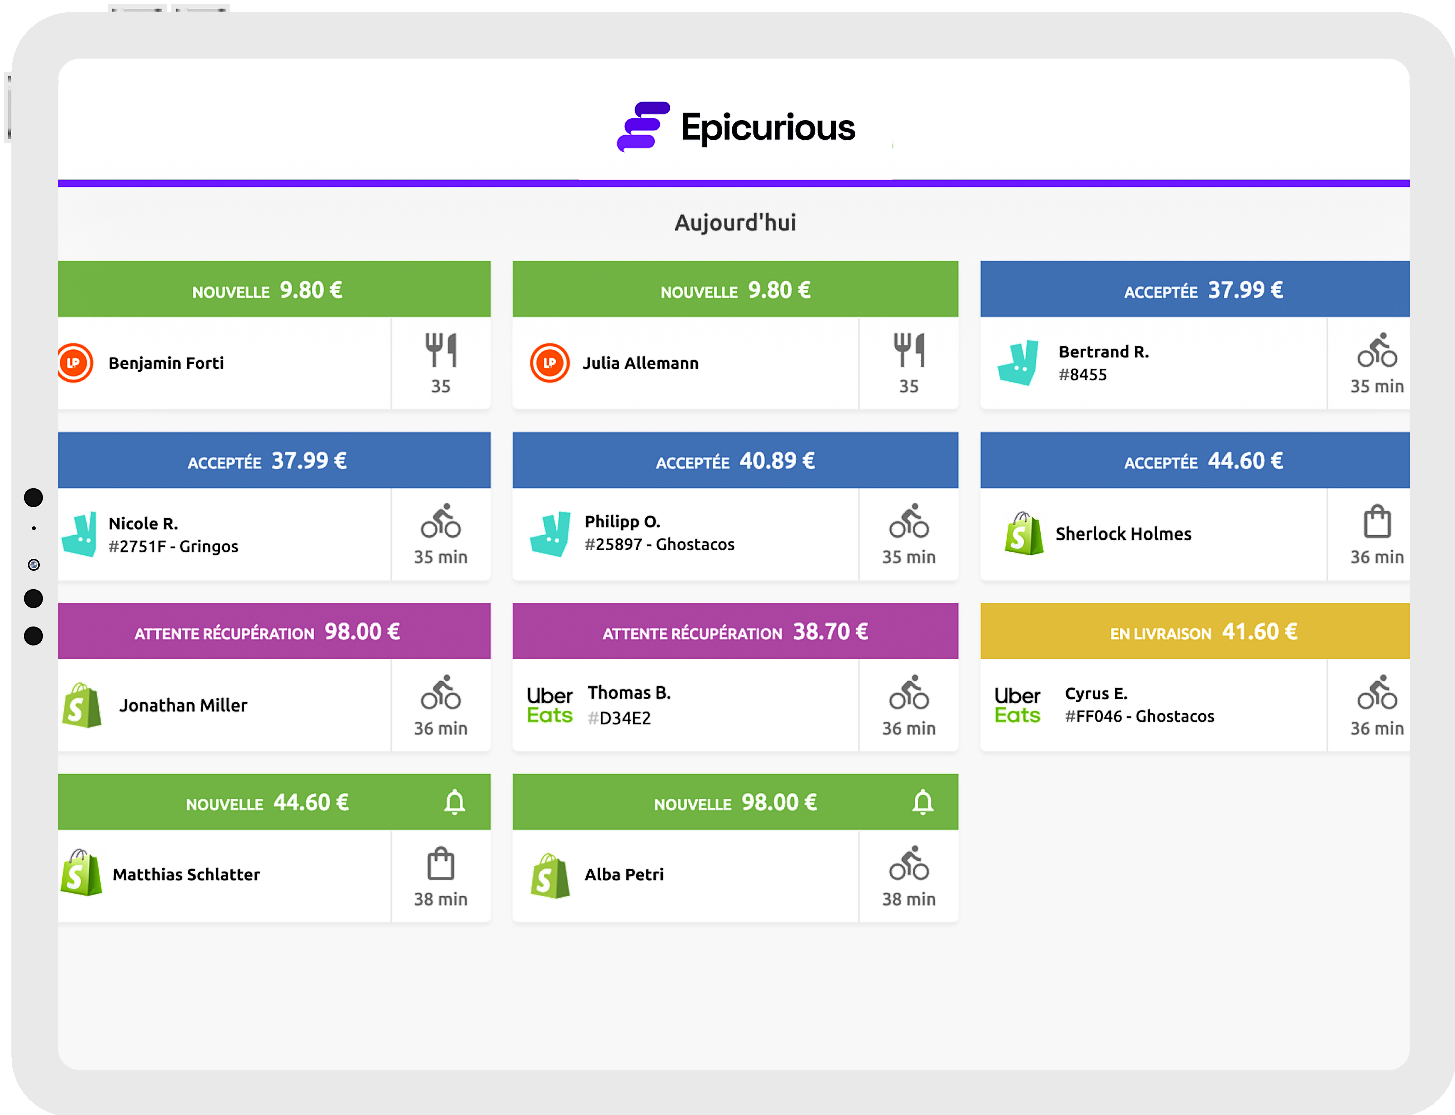 Epicurious
Aujourd'hui
NOUVELLE 9.80 €
LP
Benjamin Forti
35
NOUVELLE 9.80 €
LP
Julia Allemann
35
ACCEPTÉE 37.99 €
Bertrand R.
#8455
35 min
ACCEPTÉE 37.99 €
Nicole R.
#2751F - Gringos
35 min
ACCEPTÉE 40.89 €
Philipp O.
#25897 - Ghostacos
35 min
ACCEPTÉE 44.60 €
S
Sherlock Holmes
36 min
ATTENTE RÉCUPÉRATION 98.00 €
S
Jonathan Miller
36 min
ATTENTE RÉCUPÉRATION 38.70 €
Uber
Eats
Thomas B.
#D34E2
36 min
EN LIVRAISON 41.60 €
Uber
Eats
Cyrus E.
#FF046 - Ghostacos
36 min
NOUVELLE 44.60 €
S
Matthias Schlatter
38 min
NOUVELLE 98.00 €
S
Alba Petri
38 min